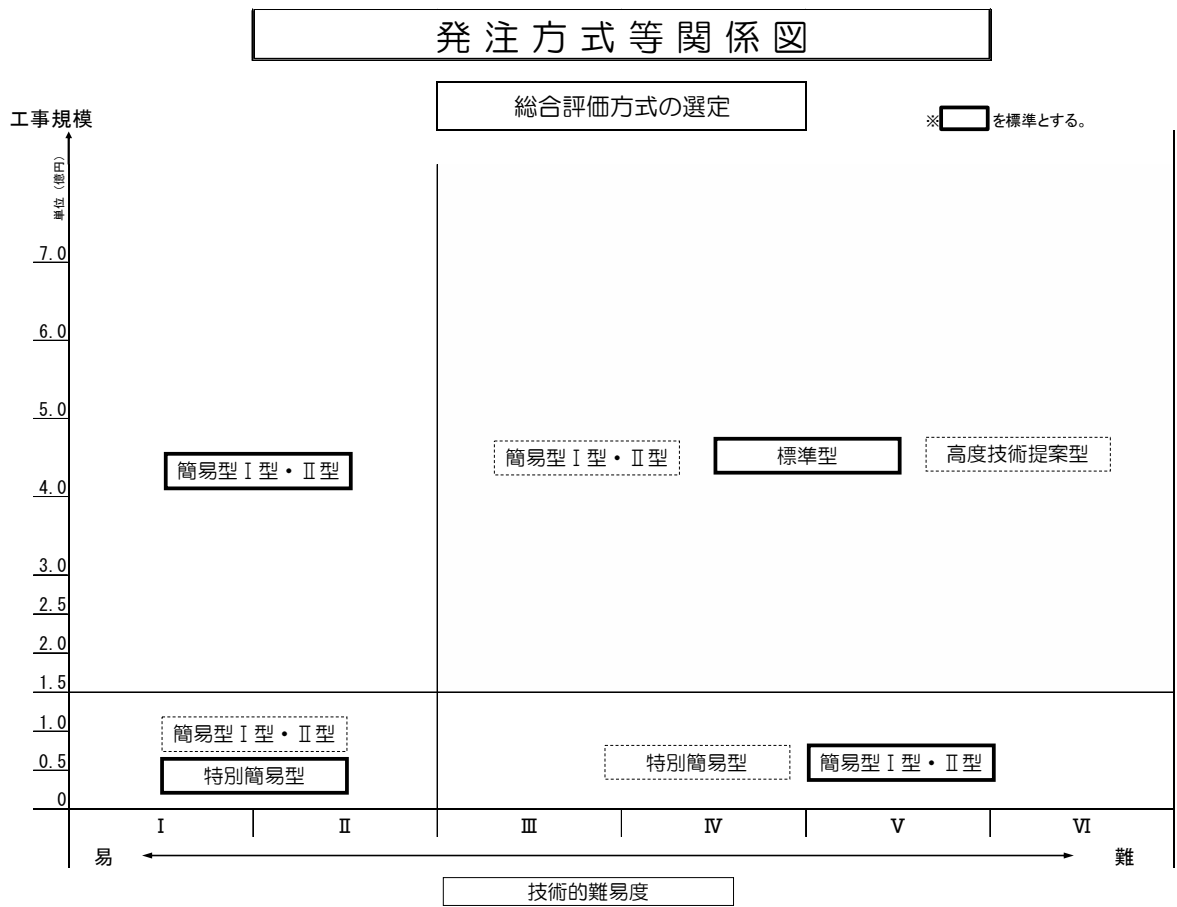 発注方式等関係図
総合評価方式の選定
工事規模
※ を標準とする。
単位(億円)
7.0
6.0
5.0
簡易型Ⅰ型・Ⅱ型
簡易型Ⅰ型・Ⅱ型
標準型
高度技術提案型
4.0
3.0
2.5
2.0
1.5
1.0
簡易型Ⅰ型・Ⅱ型
0.5
特別簡易型
特別簡易型
簡易型Ⅰ型・Ⅱ型
0
Ⅰ Ⅱ Ⅲ Ⅳ Ⅴ Ⅵ
易 難
技術的難易度